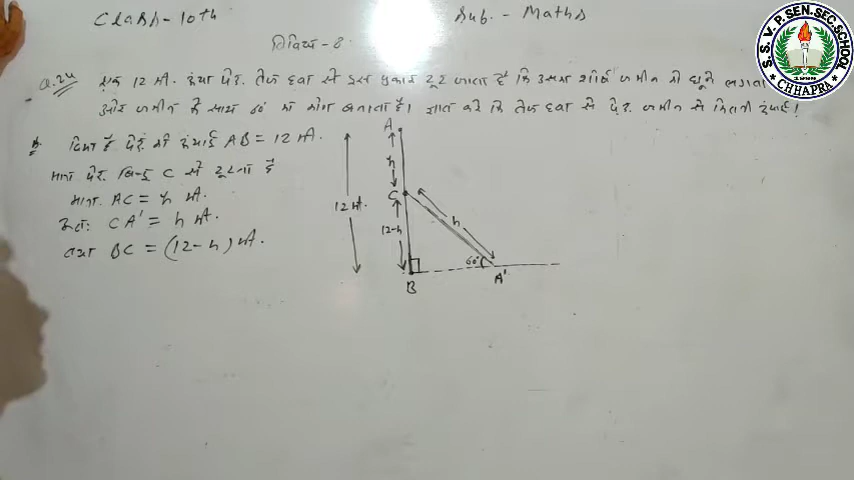 Class-10th
Sub. - Maths
विविध-8
Q.24 एक 12 मी. ऊंचा पेड़ तेज हवा से इस प्रकार टूट जाता है कि उसका शीर्ष जमीन को छूने लगता
और जमीन के साथ 60° का कोण बनाता है। ज्ञात करें कि तेज हवा से पेड़ जमीन से कितनी ऊंचाई!
दिया है पेड़ की ऊंचाई AB = 12 मी.
माना पेड़ बिन्दु C से टूटता है
माना AC = h मी.
अतः CA' = h मी.
तथा BC = (12-h) मी.
A
h
C
12 मी.
12-h
h
60°
B
A'
S. S. V. P. SEN. SEC. SCHOOL
CHHAPRA